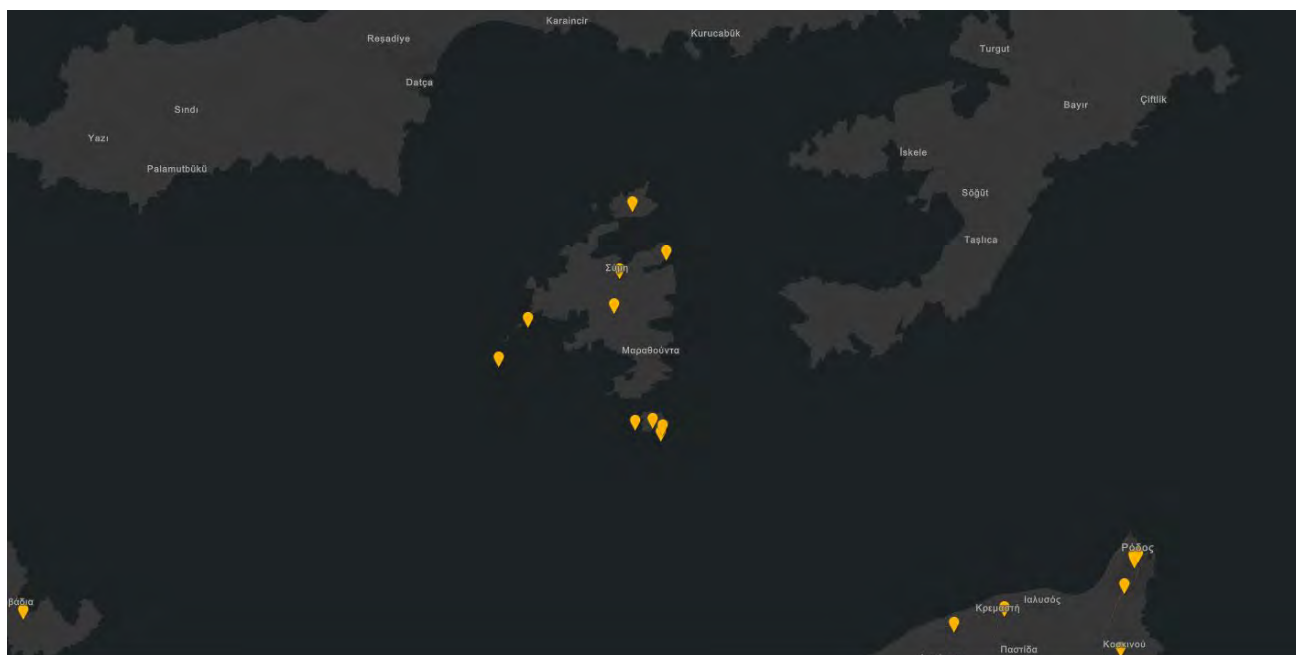 Karaincir
Kurucabük
Reşadiye
Turgut
Datça
Sındı
Bayır
Çiftlik
Yazı
İskele
Palamutbükü
Söğüt
Taşlıca
Σύμη
Μαραθούντα
Ρόδος
βάδια
Ιαλυσός
Κρεμαστή
Κοσκινού
Παστίδα